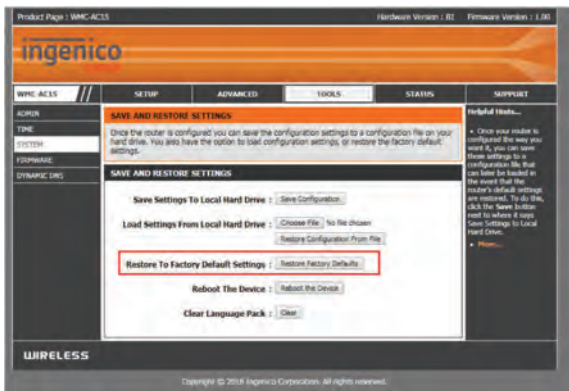 Product Page : WMC-AC15 Hardware Version : B1 Firmware Version : 1.00
ingenico
WMC-AC15 SETUP ADVANCED TOOLS STATUS SUPPORT
ADMIN
TIME
SYSTEM
FIRMWARE
DYNAMIC DNS
SAVE AND RESTORE SETTINGS
Once the router is configured you can save the configuration settings to a configuration file on your
hard drive. You also have the option to load configuration settings, or restore the factory default
settings.
SAVE AND RESTORE SETTINGS
Save Settings To Local Hard Drive : Save Configuration
Load Settings From Local Hard Drive : Choose File No file chosen
Restore Configuration From File
Restore To Factory Default Settings : Restore Factory Defaults
Reboot The Device : Reboot the Device
Clear Language Pack : Clear
Helpful Hints...
• Once your router is
configured the way you
want it, you can save
these settings to a
configuration file that
can later be loaded in
the event that the
router's default settings
are restored. To do this,
click the Save button
next to where it says
Save Settings to Local
Hard Drive.
• More...
WIRELESS
Copyright © 2018 Ingenico Corporation. All rights reserved.